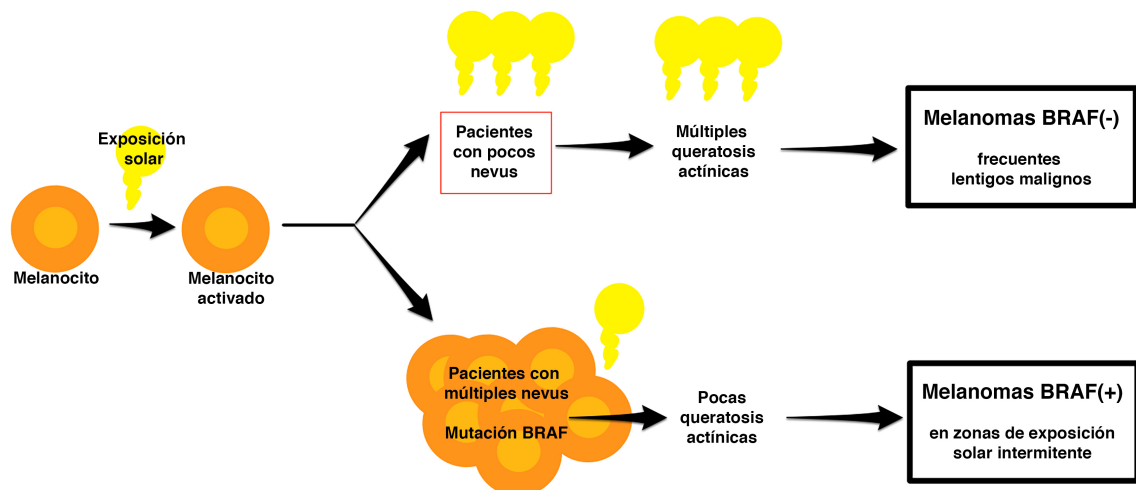 Exposición
solar
Melanocito
Melanocito
activado
Pacientes
con pocos
nevus
Múltiples
queratosis
actínicas
Melanomas BRAF(-)
frecuentes
lentigos malignos
Pacientes con
múltiples nevus
Mutación BRAF
Pocas
queratosis
actínicas
Melanomas BRAF(+)
en zonas de exposición
solar intermitente